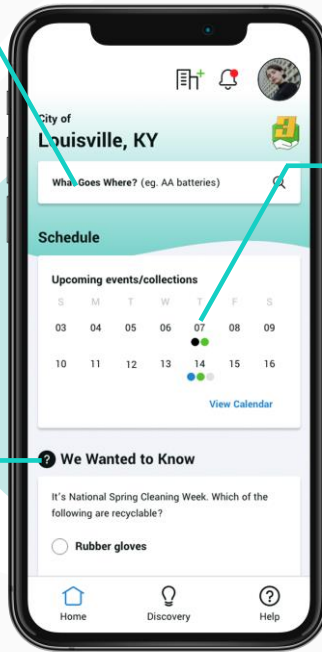 City of
Louisville, KY
What Goes Where? (eg. AA batteries)
Schedule
Upcoming events/collections
S M T W T F S
03 04 05 06 07 08 09
10 11 12 13 14 15 16
View Calendar
? We Wanted to Know
It's National Spring Cleaning Week. Which of the
following are recyclable?
Rubber gloves
Home Discovery Help